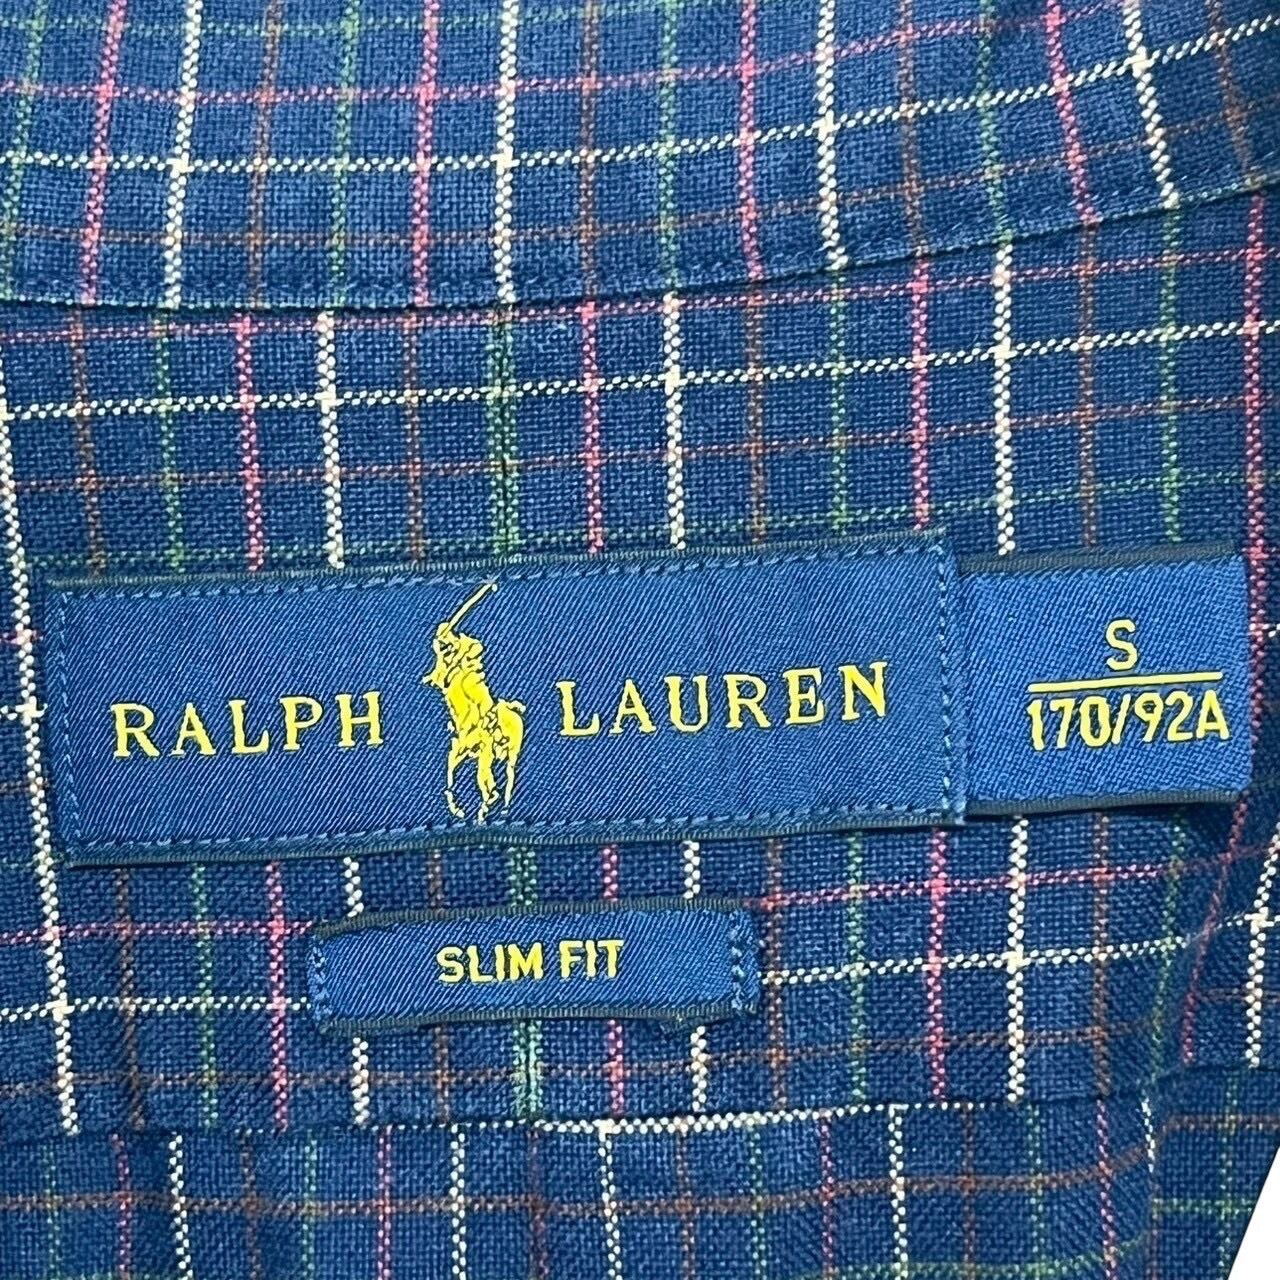 RALPH LAUREN
S
170/92A
SLIM FIT